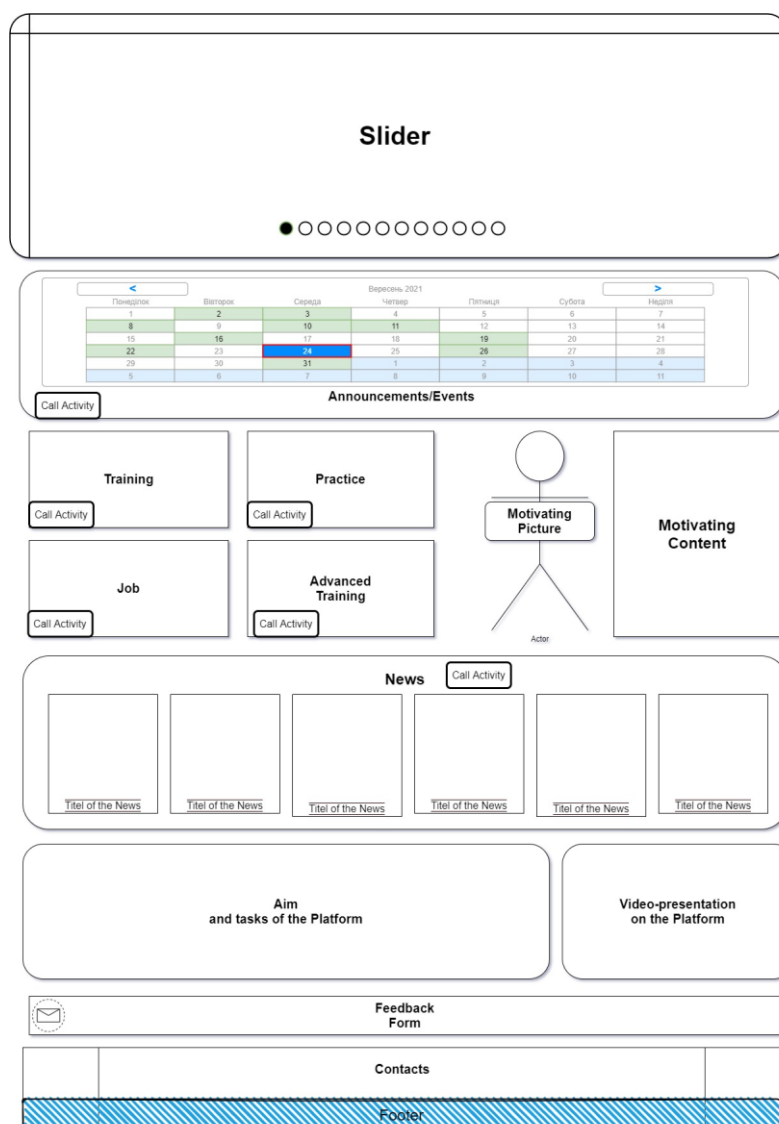 Slider
< Вересень 2021 >
Понеділок Вівторок Середа Четвер П'ятниця Субота Неділя
1 2 3 4 5 6 7
8 9 10 11 12 13 14
15 16 17 18 19 20 21
22 23 24 25 26 27 28
29 30 31 1 2 3 4
5 6 7 8 9 10 11
Announcements/Events
Call Activity
Training
Call Activity
Practice
Call Activity
Motivating
Picture
Actor
Motivating
Content
Job
Call Activity
Advanced
Training
Call Activity
News
Call Activity
Titel of the News
Titel of the News
Titel of the News
Titel of the News
Titel of the News
Titel of the News
Aim
and tasks of the Platform
Video-presentation
on the Platform
Feedback
Form
Contacts
Footer